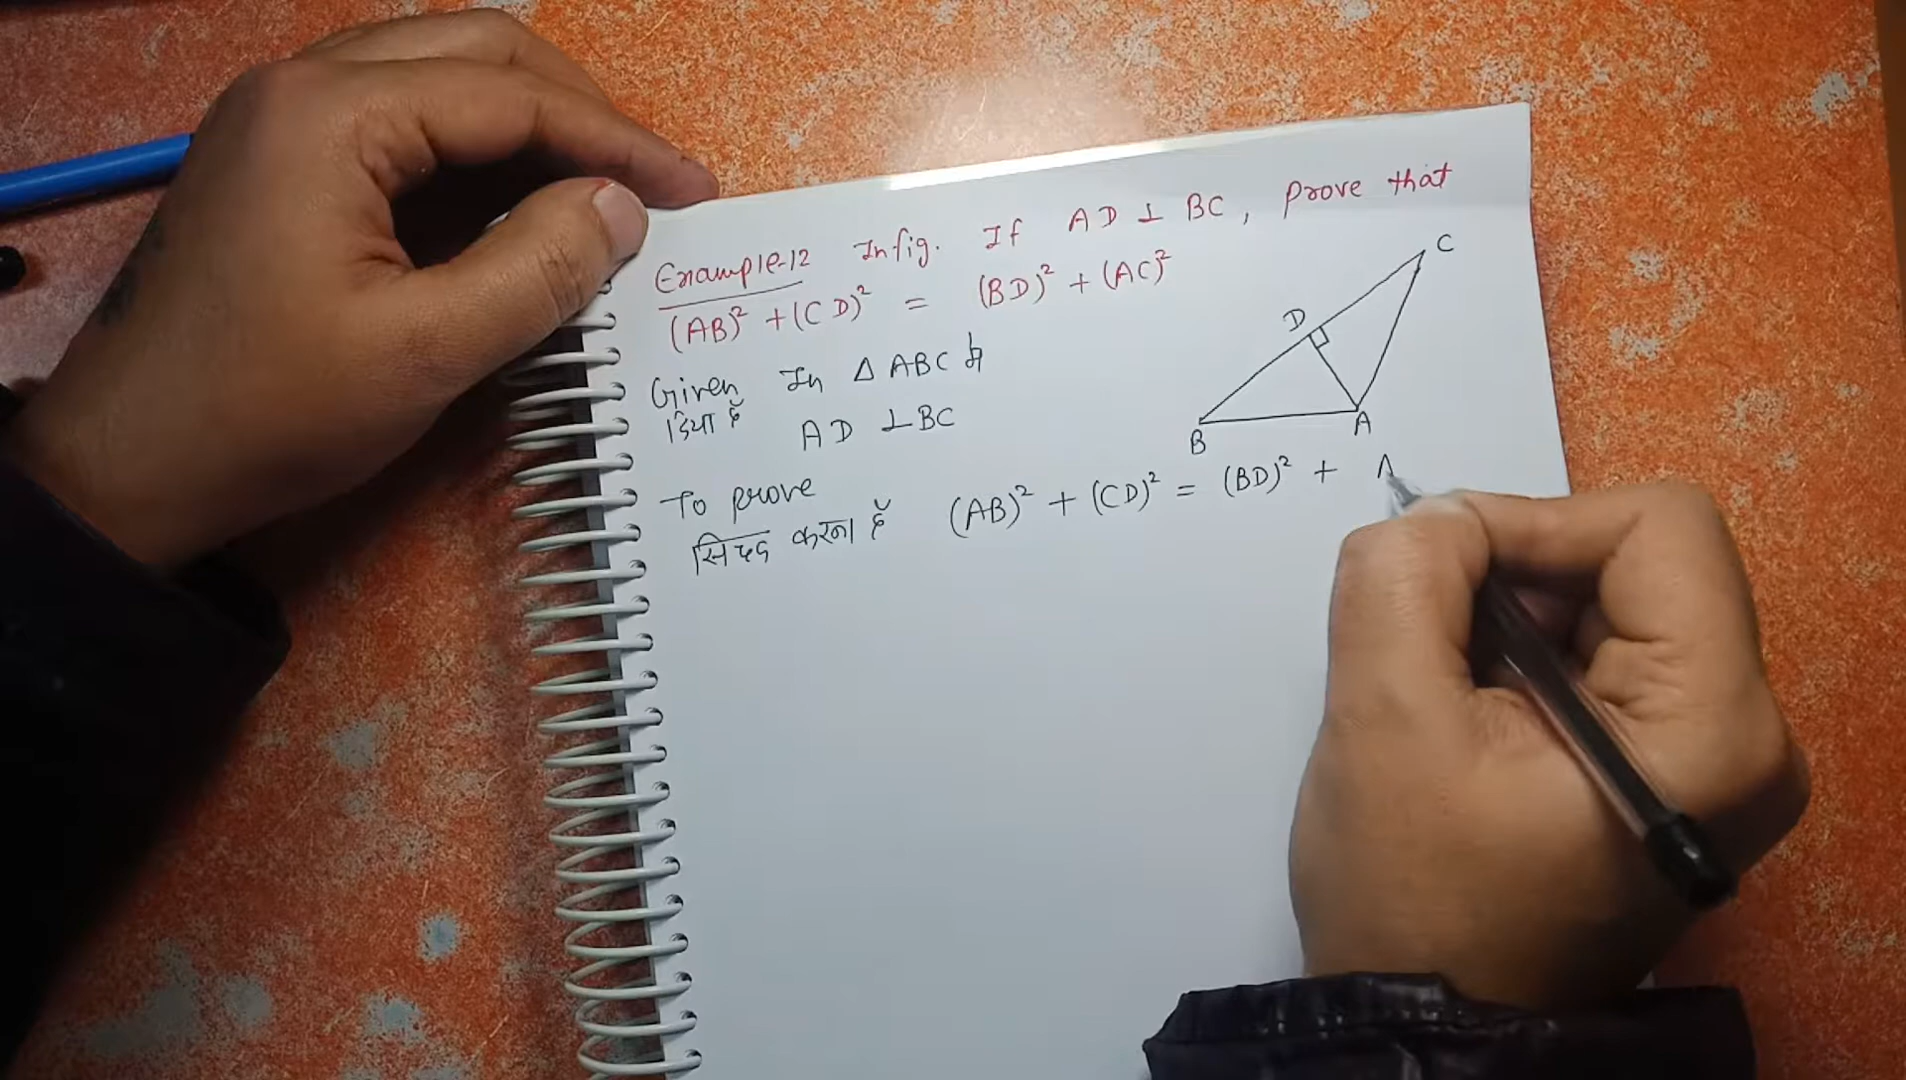 Example-12 In fig. If AD ⊥ BC, prove that
(AB)² + (CD)² = (BD)² + (AC)²
Given In △ ABC में
दिया है AD ⊥ BC
To prove
सिद्ध करना है (AB)² + (CD)² = (BD)² + A
C
D
B
A